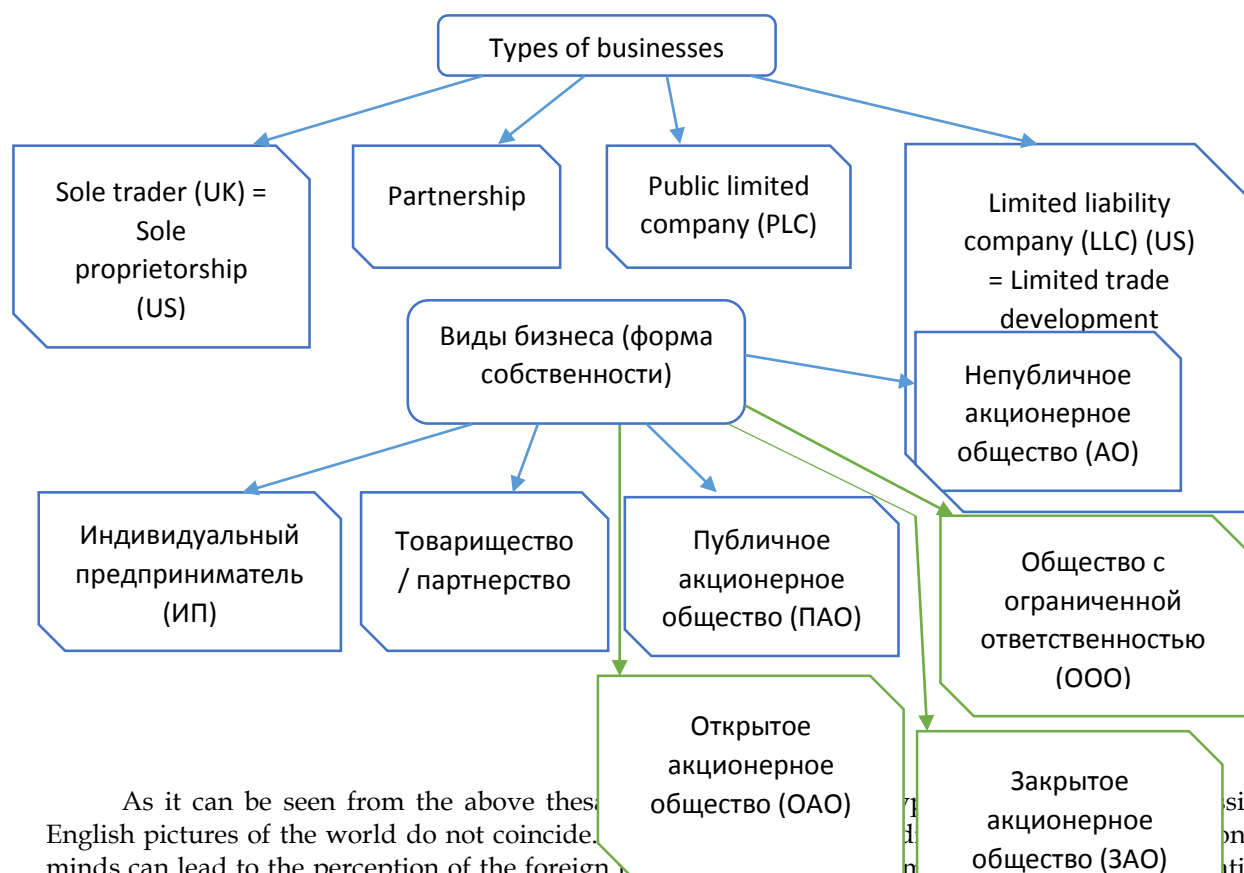 Types of businesses
Sole trader (UK) =
Sole
proprietorship
(US)
Partnership
Public limited
company (PLC)
Limited liability
company (LLC) (US)
= Limited trade
development
Виды бизнеса (форма
собственности)
Непубличное
акционерное
общество (АО)
Индивидуальный
предприниматель
(ИП)
Товарищество
/ партнерство
Публичное
акционерное
общество (ПАО)
Общество с
ограниченной
ответственностью
(ООО)
Открытое
акционерное
общество (ОАО)
Закрытое
акционерное
общество (ЗАО)
As it can be seen from the above
English pictures of the world do not coincide.
minds can lead to the perception of the foreign